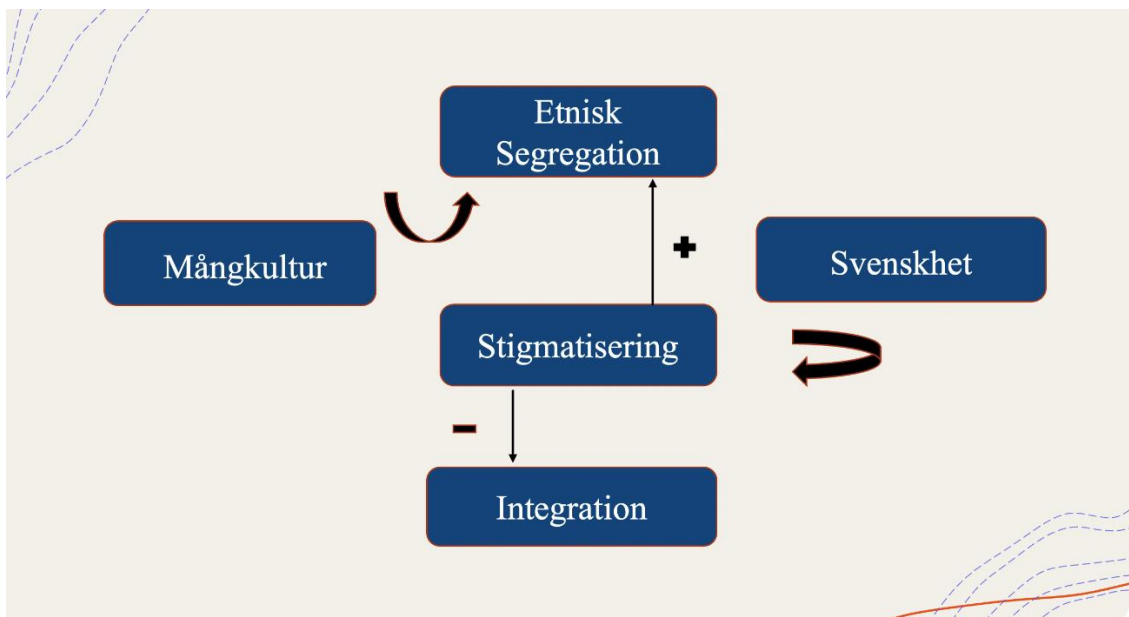 Etnisk
Segregation
Mångkultur
Svenskhet
+
Stigmatisering
-
Integration